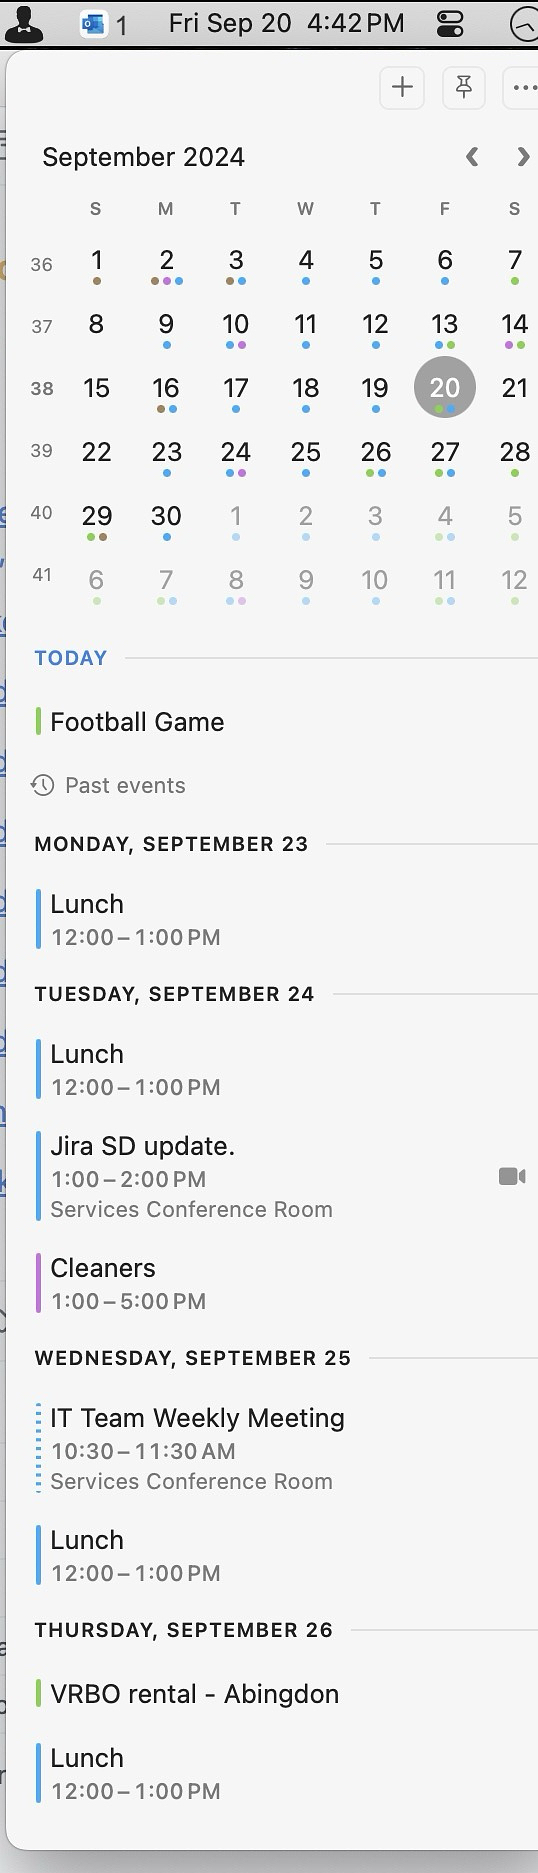 1 Fri Sep 20 4:42 PM
September 2024
S M T W T F S
36 1 2 3 4 5 6 7
37 8 9 10 11 12 13 14
38 15 16 17 18 19 20 21
39 22 23 24 25 26 27 28
40 29 30 1 2 3 4 5
41 6 7 8 9 10 11 12
TODAY
Football Game
Past events
MONDAY, SEPTEMBER 23
Lunch
12:00 – 1:00 PM
TUESDAY, SEPTEMBER 24
Lunch
12:00 – 1:00 PM
Jira SD update.
1:00 – 2:00 PM
Services Conference Room
Cleaners
1:00 – 5:00 PM
WEDNESDAY, SEPTEMBER 25
IT Team Weekly Meeting
10:30 – 11:30 AM
Services Conference Room
Lunch
12:00 – 1:00 PM
THURSDAY, SEPTEMBER 26
VRBO rental - Abingdon
Lunch
12:00 – 1:00 PM